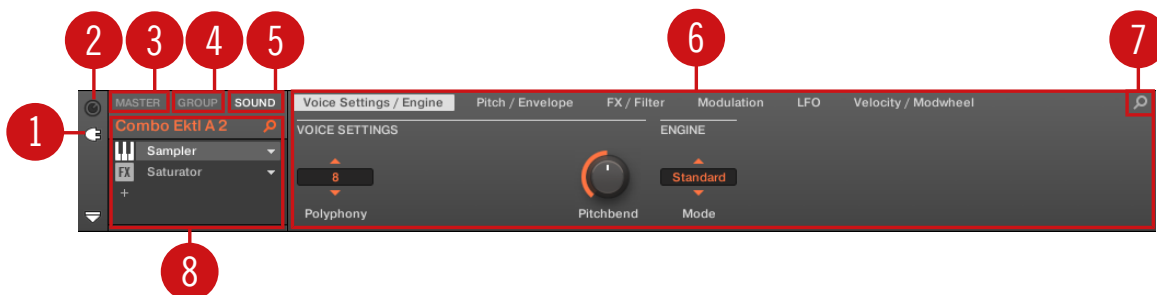 2 3 4 5 6 7
MASTER GROUP SOUND Voice Settings / Engine Pitch / Envelope FX / Filter Modulation LFO Velocity / Modwheel
1
Combo Ektl A 2 VOICE SETTINGS ENGINE
Sampler
FX Saturator 8 Standard
+
Polyphony Pitchbend Mode
8